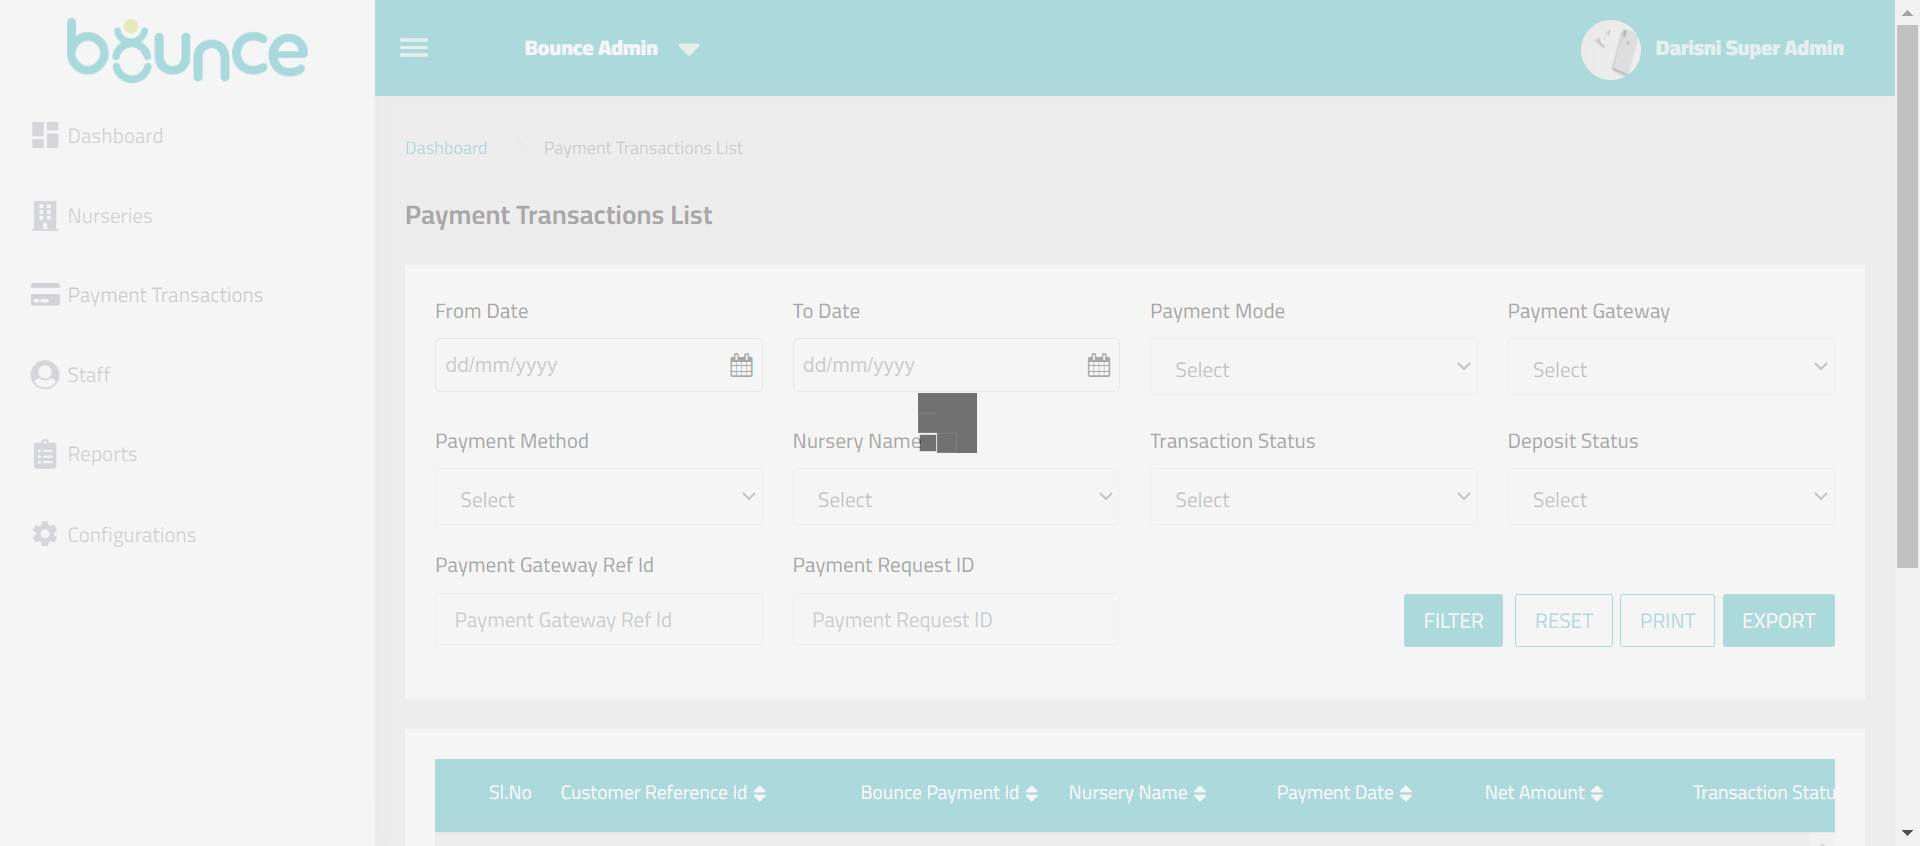 bounce
Bounce Admin
Darisni Super Admin
Dashboard
Nurseries
Payment Transactions
Staff
Reports
Configurations
Dashboard
Payment Transactions List
Payment Transactions List
From Date
To Date
Payment Mode
Payment Gateway
dd/mm/yyyy
dd/mm/yyyy
Select
Select
Payment Method
Nursery Name
Transaction Status
Deposit Status
Select
Select
Select
Select
Payment Gateway Ref Id
Payment Request ID
Payment Gateway Ref Id
Payment Request ID
FILTER
RESET
PRINT
EXPORT
Sl.No
Customer Reference Id
Bounce Payment Id
Nursery Name
Payment Date
Net Amount
Transaction Statu